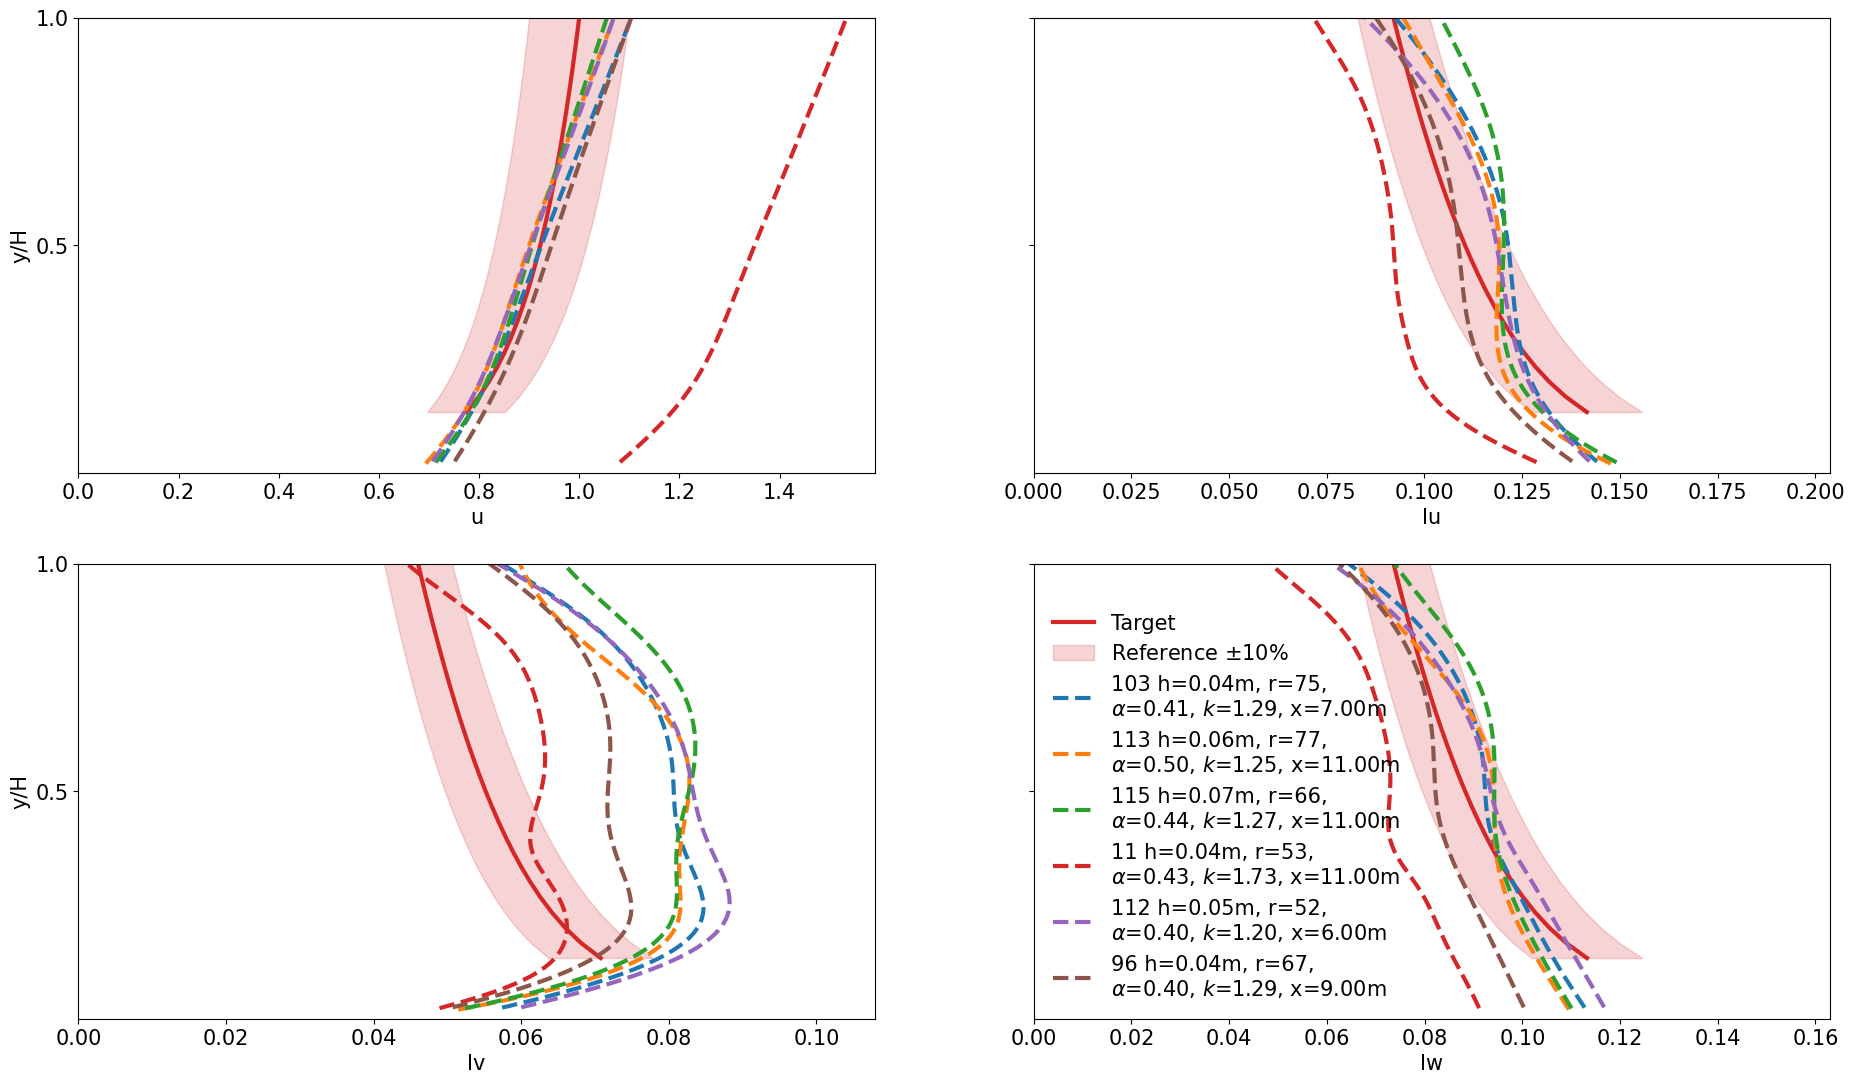 1.0
0.5
y/H
0.0 0.2 0.4 0.6 0.8 1.0 1.2 1.4
u
0.000 0.025 0.050 0.075 0.100 0.125 0.150 0.175 0.200
Iu
1.0
0.5
y/H
0.00 0.02 0.04 0.06 0.08 0.10
Iv
Target
Reference ±10%
103 h=0.04m, r=75,
α=0.41, k=1.29, x=7.00m
113 h=0.06m, r=77,
α=0.50, k=1.25, x=11.00m
115 h=0.07m, r=66,
α=0.44, k=1.27, x=11.00m
11 h=0.04m, r=53,
α=0.43, k=1.73, x=11.00m
112 h=0.05m, r=52,
α=0.40, k=1.20, x=6.00m
96 h=0.04m, r=67,
α=0.40, k=1.29, x=9.00m
0.00 0.02 0.04 0.06 0.08 0.10 0.12 0.14 0.16
Iw